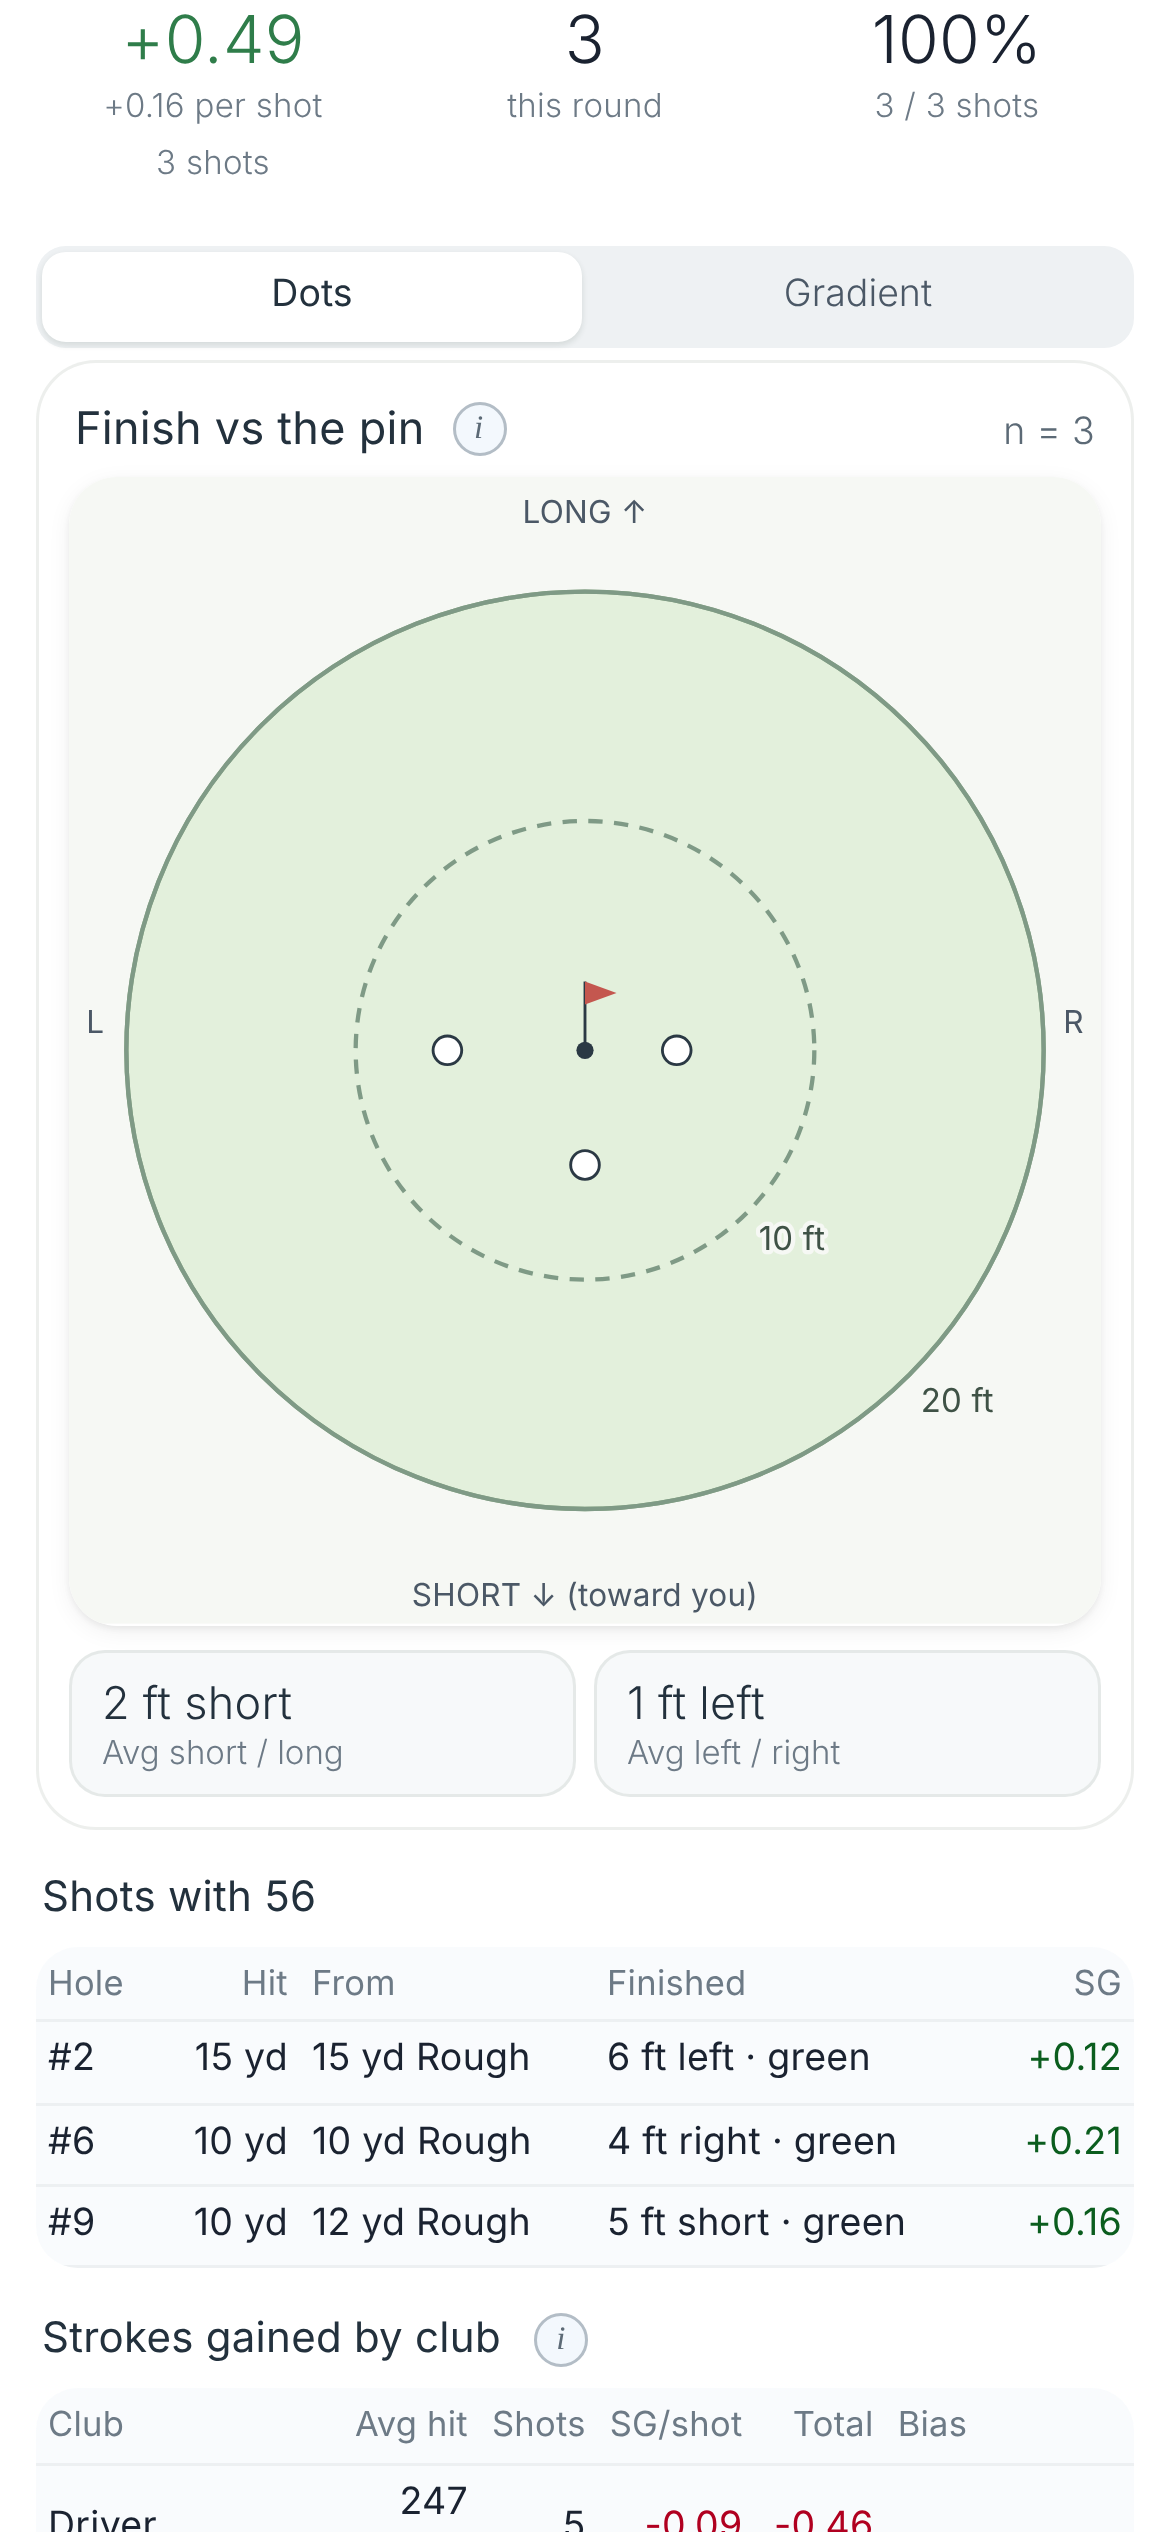 +0.49 3 100%
+0.16 per shot this round 3 / 3 shots
3 shots
Dots Gradient
Finish vs the pin i n = 3
LONG ↑
L R
10 ft
20 ft
SHORT ↓ (toward you)
2 ft short 1 ft left
Avg short / long Avg left / right
Shots with 56
Hole Hit From Finished SG
#2 15 yd 15 yd Rough 6 ft left · green +0.12
#6 10 yd 10 yd Rough 4 ft right · green +0.21
#9 10 yd 12 yd Rough 5 ft short · green +0.16
Strokes gained by club i
Club Avg hit Shots SG/shot Total Bias
247
Driver 5 -0.09 -0.46